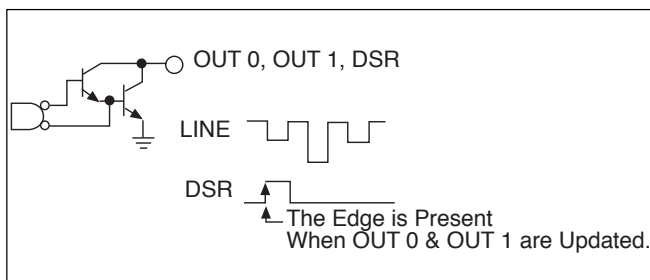 OUT 0, OUT 1, DSR
LINE
DSR
The Edge is Present
When OUT 0 & OUT 1 are Updated.